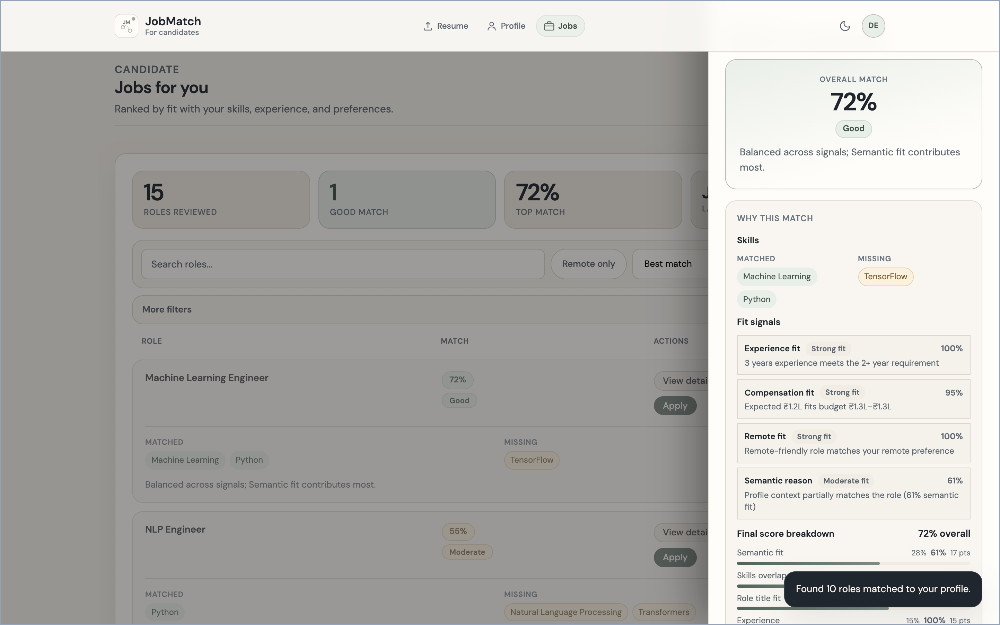 JM
JobMatch
For candidates
Resume
Profile
Jobs
DE
CANDIDATE
Jobs for you
Ranked by fit with your skills, experience, and preferences.
15
ROLES REVIEWED
1
GOOD MATCH
72%
TOP MATCH
Search roles...
Remote only
Best match
More filters
ROLE
MATCH
ACTIONS
Machine Learning Engineer
72%
Good
View detai
Apply
MATCHED
Machine Learning
Python
MISSING
TensorFlow
Balanced across signals; Semantic fit contributes most.
NLP Engineer
55%
Moderate
View detai
Apply
MATCHED
Python
MISSING
Natural Language Processing
Transformers
OVERALL MATCH
72%
Good
Balanced across signals; Semantic fit contributes
most.
WHY THIS MATCH
Skills
MATCHED
Machine Learning
Python
MISSING
TensorFlow
Fit signals
Experience fit Strong fit 100%
3 years experience meets the 2+ year requirement
Compensation fit Strong fit 95%
Expected ₹1.2L fits budget ₹1.3L–₹1.3L
Remote fit Strong fit 100%
Remote-friendly role matches your remote preference
Semantic reason Moderate fit 61%
Profile context partially matches the role (61% semantic
fit)
Final score breakdown 72% overall
Semantic fit 28% 61% 17 pts
Skills overlap
Role title fit
Experience 15% 100% 15 pts
Found 10 roles matched to your profile.